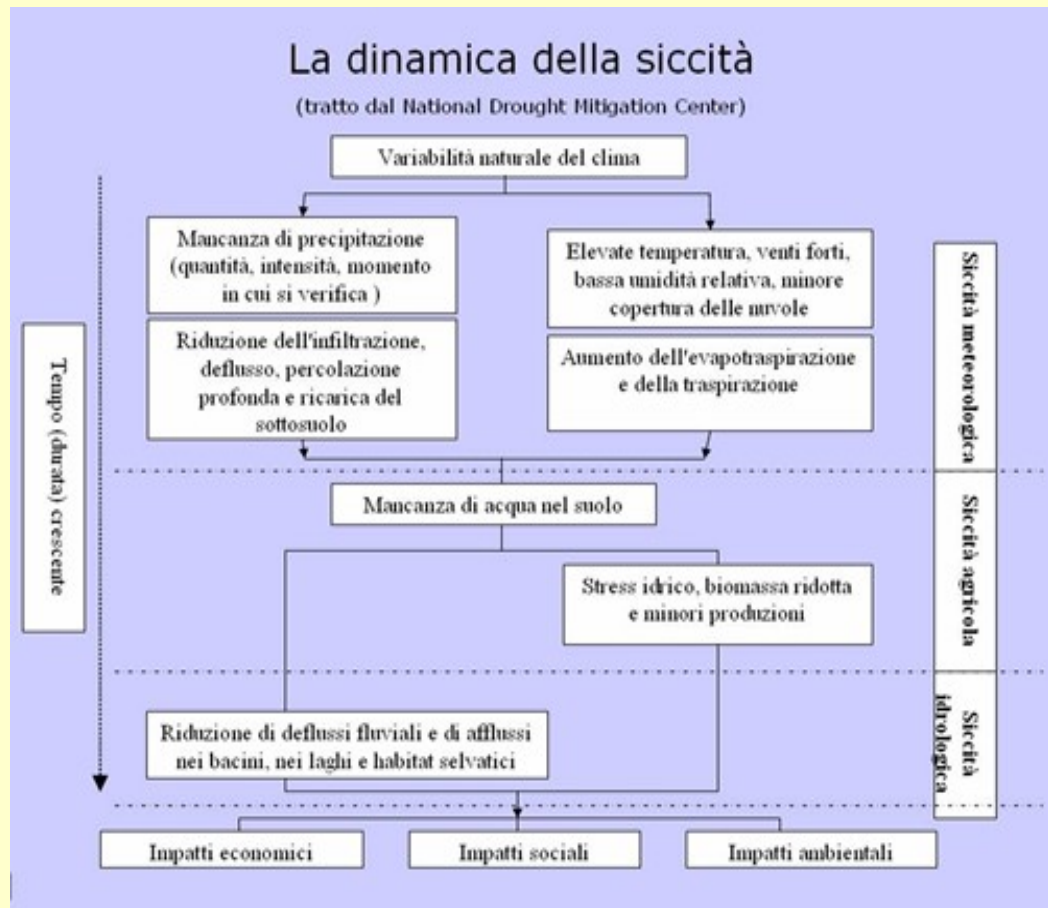 La dinamica della siccità
(tratto dal National Drought Mitigation Center)
Variabilità naturale del clima
Mancanza di precipitazione
(quantità, intensità, momento
in cui si verifica )
Elevate temperatura, venti forti,
bassa umidità relativa, minore
copertura delle nuvole
Riduzione dell'infiltrazione,
deflusso, percolazione
profonda e ricarica del
sottosuolo
Aumento dell'evapotraspirazione
e della traspirazione
Siccità meteorologica
Tempo (durata) crescente
Mancanza di acqua nel suolo
Stress idrico, biomassa ridotta
e minori produzioni
Siccità agricola
Riduzione di deflussi fluviali e di afflussi
nei bacini, nei laghi e habitat selvatici
Siccità
idrologica
Impatti economici
Impatti sociali
Impatti ambientali